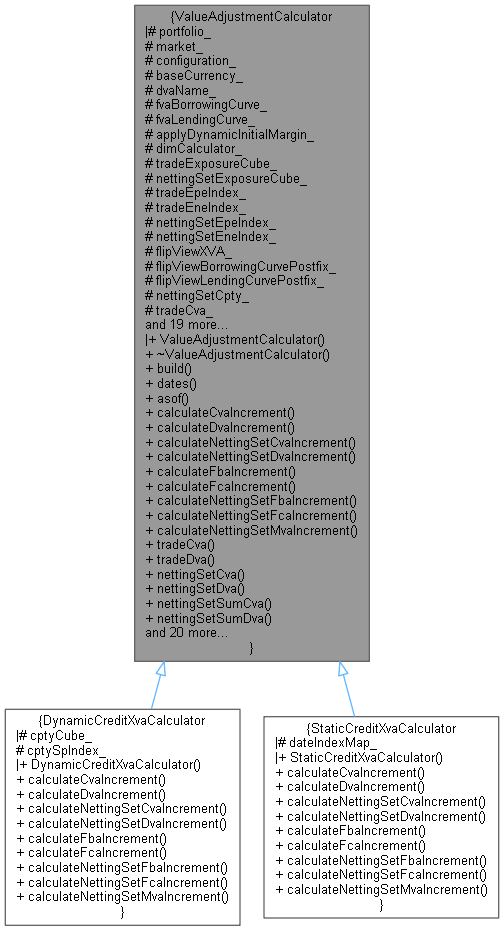 {ValueAdjustmentCalculator
|# portfolio_
# market_
# configuration_
# baseCurrency_
# dvaName_
# fvaBorrowingCurve_
# fvaLendingCurve_
# applyDynamicInitialMargin_
# dimCalculator_
# tradeExposureCube_
# nettingSetExposureCube_
# tradeEpeIndex_
# tradeEneIndex_
# nettingSetEpeIndex_
# nettingSetEneIndex_
# flipViewXVA_
# flipViewBorrowingCurvePostfix_
# flipViewLendingCurvePostfix_
# nettingSetCpty_
# tradeCva_
and 19 more...
|+ ValueAdjustmentCalculator()
+ ~ValueAdjustmentCalculator()
+ build()
+ dates()
+ asof()
+ calculateCvaIncrement()
+ calculateDvaIncrement()
+ calculateNettingSetCvaIncrement()
+ calculateNettingSetDvaIncrement()
+ calculateFbaIncrement()
+ calculateFcaIncrement()
+ calculateNettingSetFbaIncrement()
+ calculateNettingSetFcaIncrement()
+ calculateNettingSetMvaIncrement()
+ tradeCva()
+ tradeDva()
+ nettingSetCva()
+ nettingSetDva()
+ nettingSetSumCva()
+ nettingSetSumDva()
and 20 more...
}
{DynamicCreditXvaCalculator
|# cptyCube_
# cptySpIndex_
|+ DynamicCreditXvaCalculator()
+ calculateCvaIncrement()
+ calculateDvaIncrement()
+ calculateNettingSetCvaIncrement()
+ calculateNettingSetDvaIncrement()
+ calculateFbaIncrement()
+ calculateFcaIncrement()
+ calculateNettingSetFbaIncrement()
+ calculateNettingSetFcaIncrement()
+ calculateNettingSetMvaIncrement()
}
{StaticCreditXvaCalculator
|# dateIndexMap_
|+ StaticCreditXvaCalculator()
+ calculateCvaIncrement()
+ calculateDvaIncrement()
+ calculateNettingSetCvaIncrement()
+ calculateNettingSetDvaIncrement()
+ calculateFbaIncrement()
+ calculateFcaIncrement()
+ calculateNettingSetFbaIncrement()
+ calculateNettingSetFcaIncrement()
+ calculateNettingSetMvaIncrement()
}